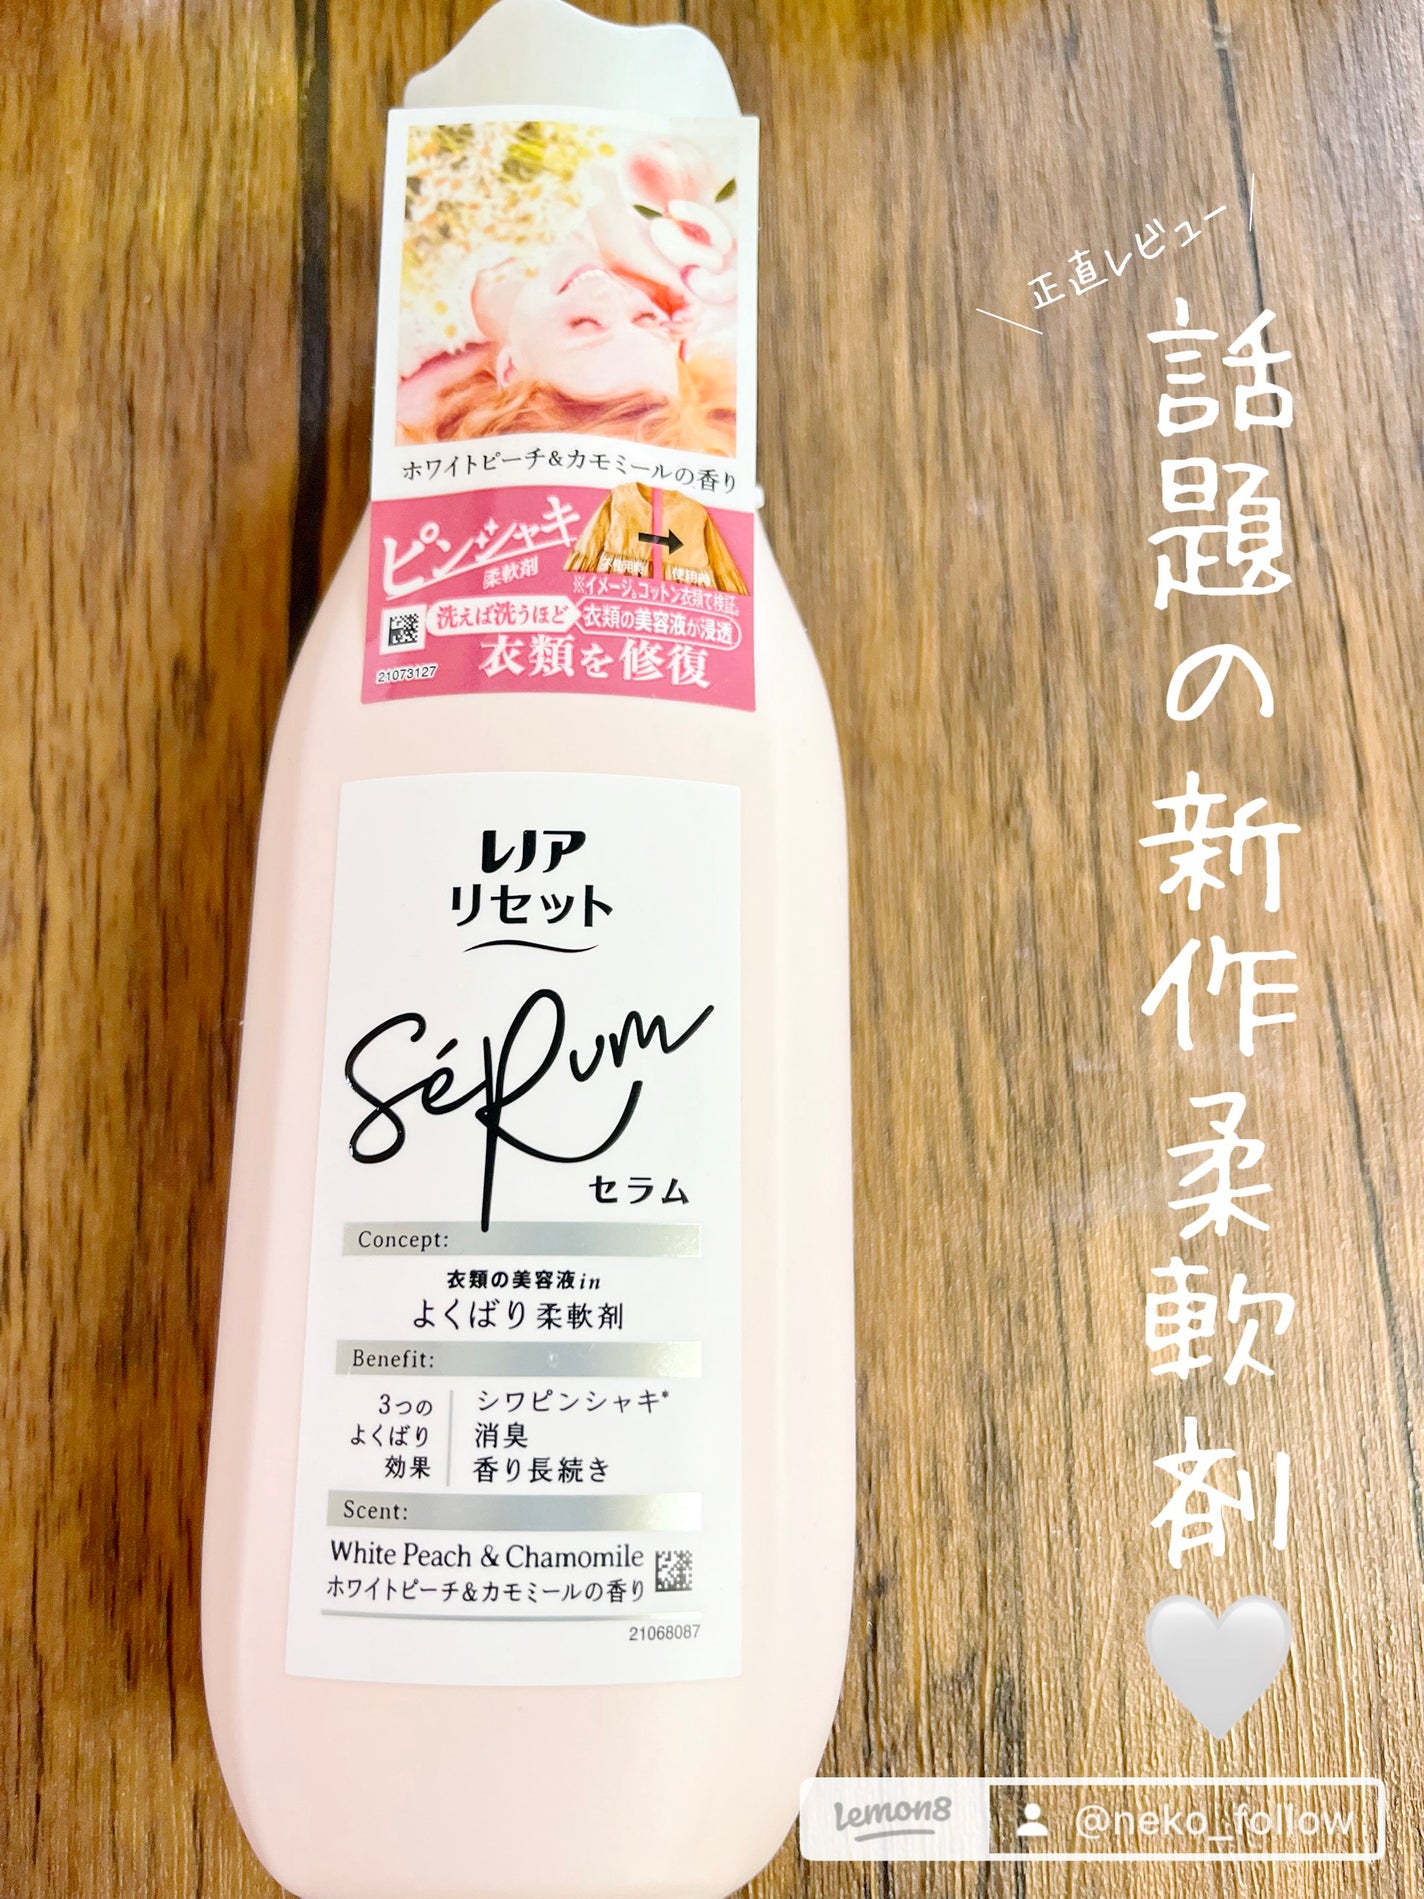 ホワイトピーチ&カモミールの香り
ピンシャキ
柔軟剤
使用時
※イメージ。コットン衣類で検証。
洗えば洗うほど
衣類の美容液が浸透
衣類を修復
21073127
レノア
リセット
SéRum
セラム
Concept:
衣類の美容液in
よくばり柔軟剤
Benefit:
3つの
よくばり
効果
シワピンシャキ*
消臭
香り長続き
Scent:
White Peach & Chamomile
ホワイトピーチ&カモミールの香り
21068087
\ 正直レビュー /
話題の新作柔軟剤🤍
Lemon8 @neko_follow